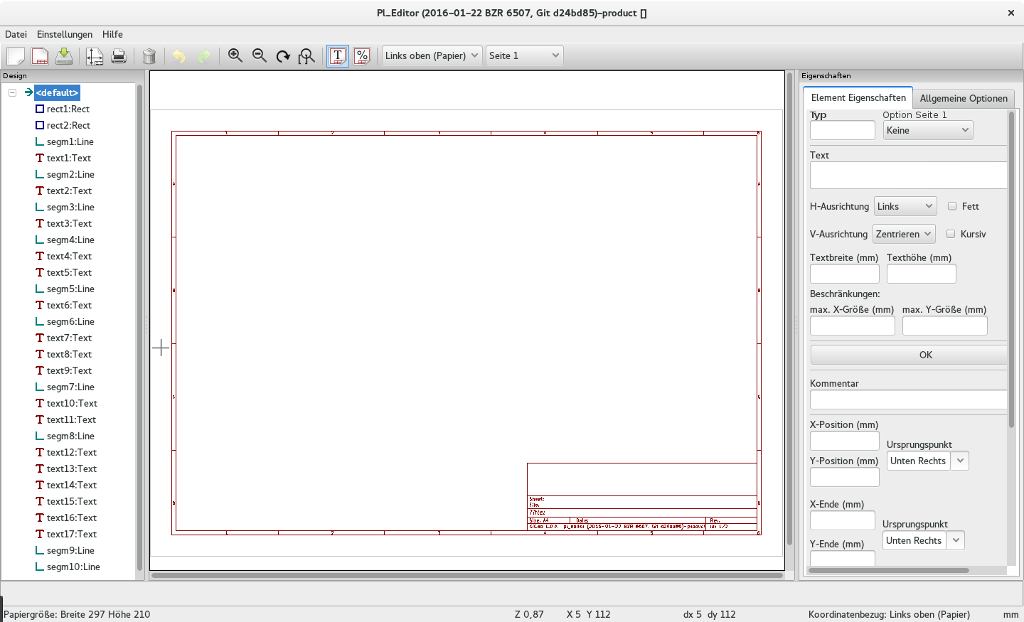 Pl_Editor (2016-01-22 BZR 6507, Git d24bd85)-product []
Datei Einstellungen Hilfe
Links oben (Papier) Seite 1
Design
<default>
rect1:Rect
rect2:Rect
segm1:Line
text1:Text
segm2:Line
text2:Text
segm3:Line
text3:Text
segm4:Line
text4:Text
text5:Text
segm5:Line
text6:Text
segm6:Line
text7:Text
text8:Text
text9:Text
segm7:Line
text10:Text
text11:Text
segm8:Line
text12:Text
text13:Text
text14:Text
text15:Text
text16:Text
text17:Text
segm9:Line
segm10:Line
Sheet:
File:
Title:
Size: A4 Date: Rev:
pl_editor (2016-01-22 BZR 6507, Git d24bd85)-product
Eigenschaften
Element Eigenschaften Allgemeine Optionen
Typ Option Seite 1
Keine
Text
H-Ausrichtung Links Fett
V-Ausrichtung Zentrieren Kursiv
Textbreite (mm) Texthöhe (mm)
Beschränkungen:
max. X-Größe (mm) max. Y-Größe (mm)
OK
Kommentar
X-Position (mm)
Ursprungspunkt
Y-Position (mm) Unten Rechts
X-Ende (mm)
Ursprungspunkt
Y-Ende (mm) Unten Rechts
Papiergröße: Breite 297 Höhe 210 Z 0,87 X 5 Y 112 dx 5 dy 112 Koordinatenbezug: Links oben (Papier) mm